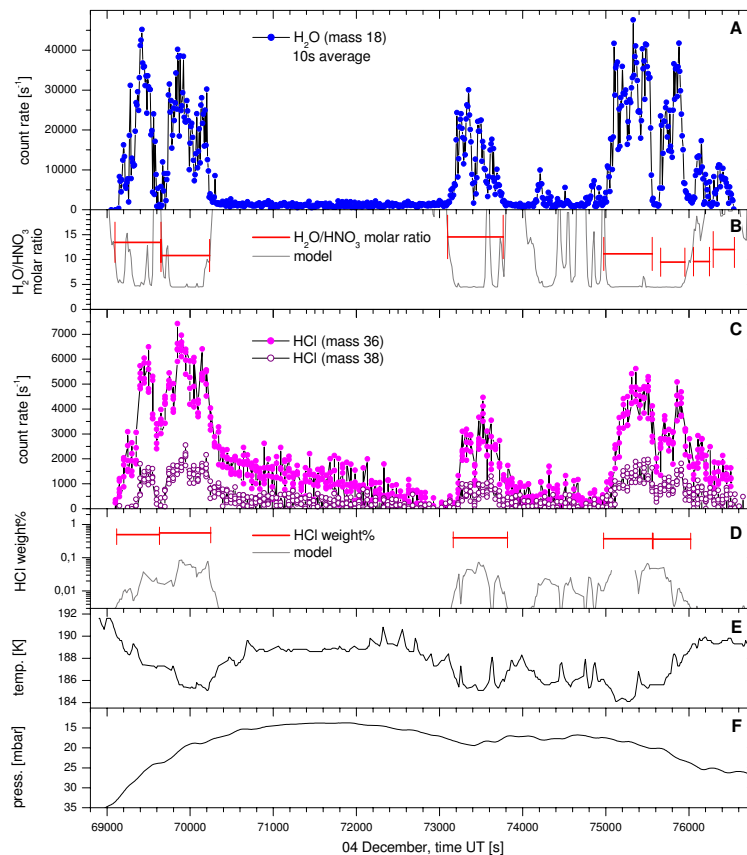 A
H₂O (mass 18)
10s average
count rate [s⁻¹]
40000
30000
20000
10000
0
B
H₂O/HNO₃ molar ratio
model
H₂O/HNO₃
molar ratio
15
10
5
0
C
HCl (mass 36)
HCl (mass 38)
count rate [s⁻¹]
7000
6000
5000
4000
3000
2000
1000
0
D
HCl weight%
model
HCl weight%
1
0,1
0,01
E
temp. [K]
192
190
188
186
184
F
press. [mbar]
15
20
25
30
35
69000 70000 71000 72000 73000 74000 75000 76000
04 December, time UT [s]